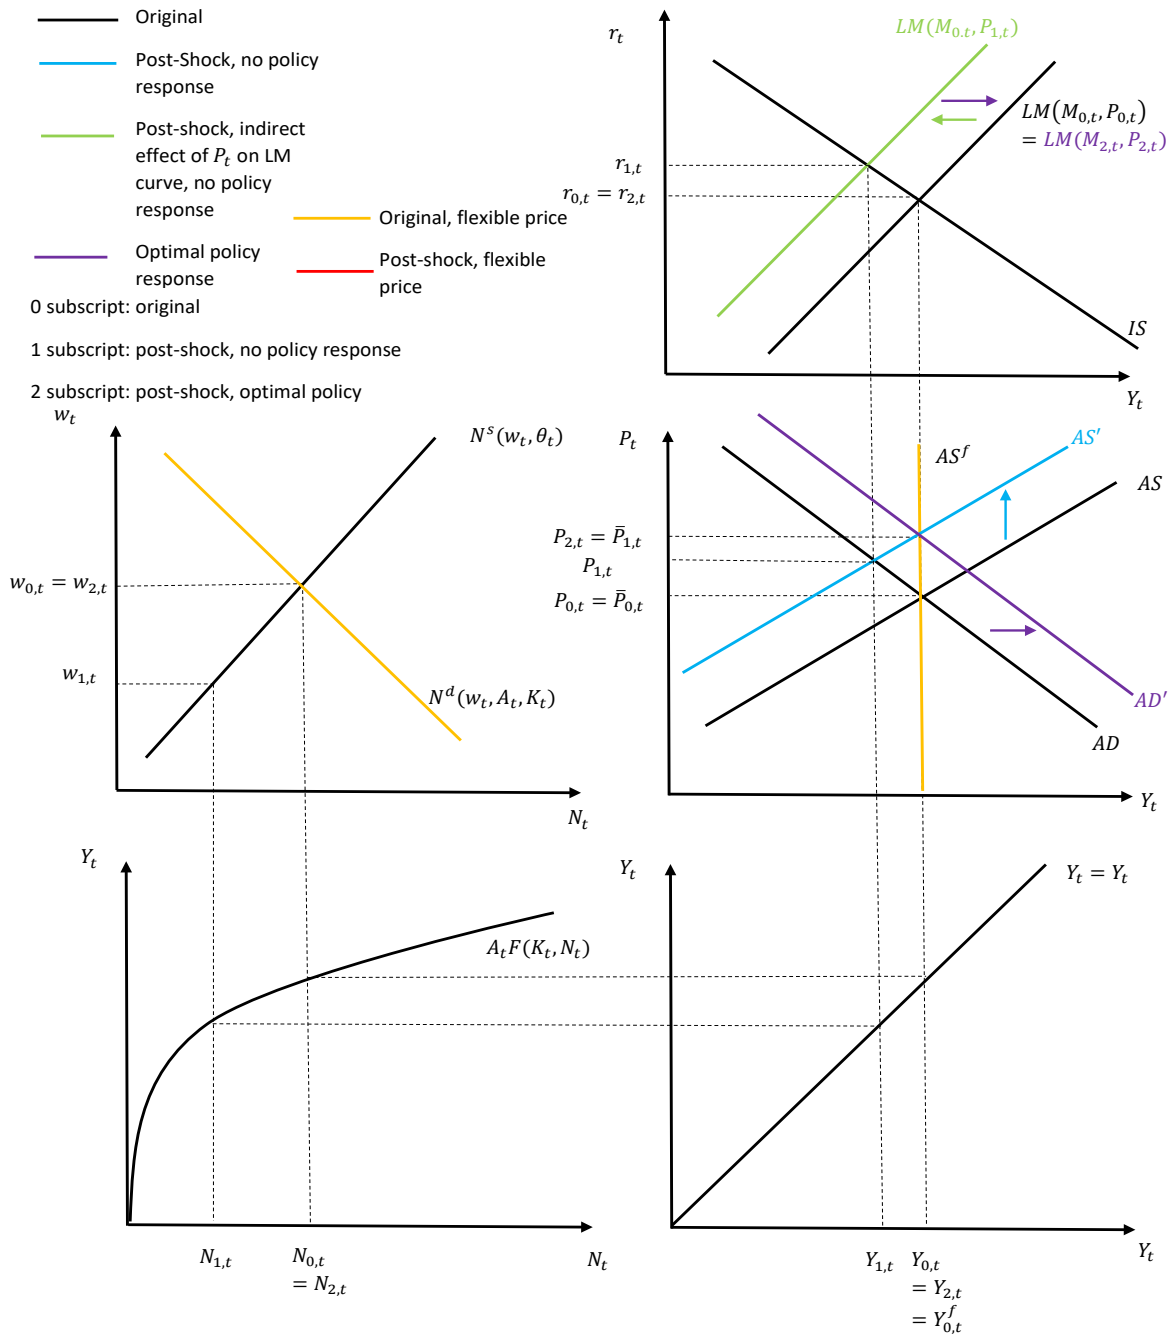 Original
Post-Shock, no policy
response
Post-shock, indirect
effect of P_t on LM
curve, no policy
response
Original, flexible price
Optimal policy
response
Post-shock, flexible
price
0 subscript: original
1 subscript: post-shock, no policy response
2 subscript: post-shock, optimal policy
r_t
LM(M_{0.t}, P_{1,t})
LM(M_{0,t}, P_{0,t})
= LM(M_{2,t}, P_{2,t})
r_{1,t}
r_{0,t} = r_{2,t}
IS
Y_t
w_t
N^s(w_t, θ_t)
w_{0,t} = w_{2,t}
w_{1,t}
N^d(w_t, A_t, K_t)
N_t
P_t
AS^f
AS′
AS
P_{2,t} = P̄_{1,t}
P_{1,t}
P_{0,t} = P̄_{0,t}
AD′
AD
Y_t
Y_t
A_tF(K_t, N_t)
N_{1,t}
N_{0,t}
= N_{2,t}
N_t
Y_t
Y_t = Y_t
Y_{1,t}
Y_{0,t}
= Y_{2,t}
= Y_{0,t}^f
Y_t